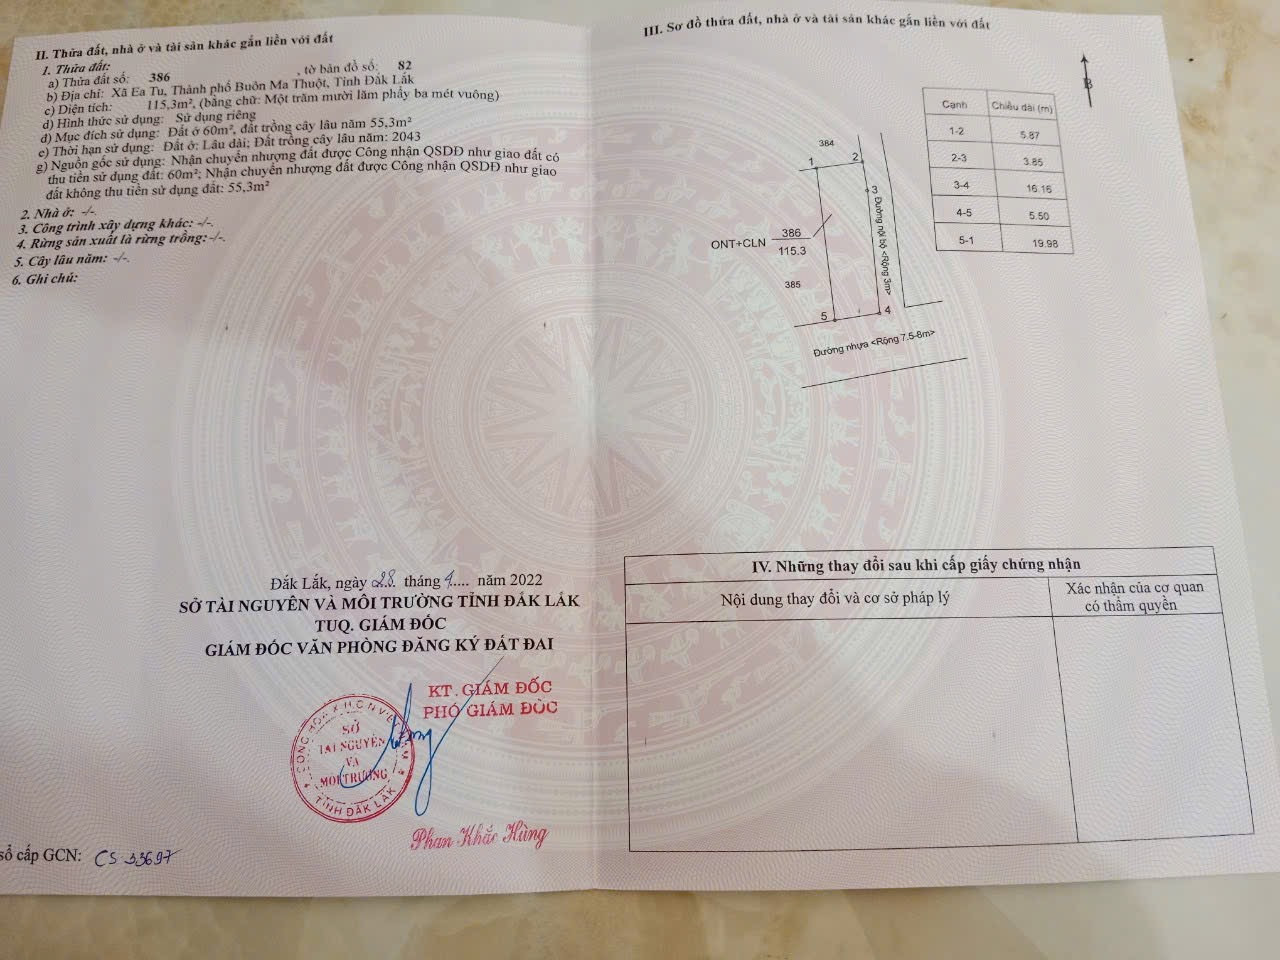 II. Thửa đất, nhà ở và tài sản khác gắn liền với đất
1. Thửa đất:
a) Thửa đất số: 386 , tờ bản đồ số: 82
b) Địa chỉ: Xã Ea Tu, Thành phố Buôn Ma Thuột, Tỉnh Đắk Lắk
c) Diện tích: 115,3m², (bằng chữ: Một trăm mười lăm phẩy ba mét vuông)
d) Hình thức sử dụng: Sử dụng riêng
đ) Mục đích sử dụng: Đất ở 60m², đất trồng cây lâu năm 55,3m²
e) Thời hạn sử dụng: Đất ở: Lâu dài; Đất trồng cây lâu năm: 2043
g) Nguồn gốc sử dụng: Nhận chuyển nhượng đất được Công nhận QSDĐ như giao đất có
thu tiền sử dụng đất: 60m²; Nhận chuyển nhượng đất được Công nhận QSDĐ như giao
đất không thu tiền sử dụng đất: 55,3m²
2. Nhà ở: -/-.
3. Công trình xây dựng khác: -/-.
4. Rừng sản xuất là rừng trồng: -/-.
5. Cây lâu năm: -/-.
6. Ghi chú:
Đắk Lắk, ngày 28 tháng 4 năm 2022
SỞ TÀI NGUYÊN VÀ MÔI TRƯỜNG TỈNH ĐẮK LẮK
TUQ. GIÁM ĐỐC
GIÁM ĐỐC VĂN PHÒNG ĐĂNG KÝ ĐẤT ĐAI
KT. GIÁM ĐỐC
PHÓ GIÁM ĐỐC
SỞ
TÀI NGUYÊN
VÀ
MÔI TRƯỜNG
TỈNH ĐẮK LẮK
Phan Khắc Hùng
số cấp GCN: CS 33697
III. Sơ đồ thửa đất, nhà ở và tài sản khác gắn liền với đất
B
Cạnh Chiều dài (m)
1-2 5.87
2-3 3.85
3-4 16.16
4-5 5.50
5-1 19.98
384
1 2
3
Đường nội bộ <Rộng 3m>
ONT+CLN 386
115.3
385
5 4
Đường nhựa <Rộng 7.5-8m>
IV. Những thay đổi sau khi cấp giấy chứng nhận
Nội dung thay đổi và cơ sở pháp lý
Xác nhận của cơ quan
có thẩm quyền